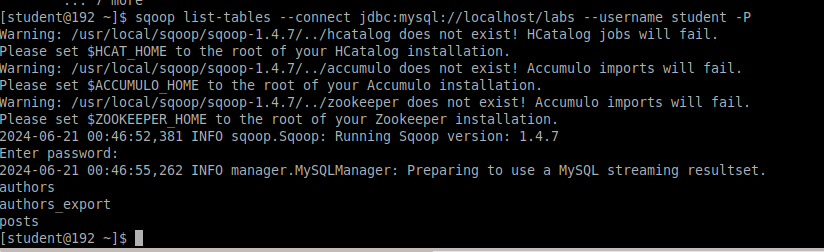 ... 7 more
[student@192 ~]$ sqoop list-tables --connect jdbc:mysql://localhost/labs --username student -P
Warning: /usr/local/sqoop/sqoop-1.4.7/../hcatalog does not exist! HCatalog jobs will fail.
Please set $HCAT_HOME to the root of your HCatalog installation.
Warning: /usr/local/sqoop/sqoop-1.4.7/../accumulo does not exist! Accumulo imports will fail.
Please set $ACCUMULO_HOME to the root of your Accumulo installation.
Warning: /usr/local/sqoop/sqoop-1.4.7/../zookeeper does not exist! Accumulo imports will fail.
Please set $ZOOKEEPER_HOME to the root of your Zookeeper installation.
2024-06-21 00:46:52,381 INFO sqoop.Sqoop: Running Sqoop version: 1.4.7
Enter password:
2024-06-21 00:46:55,262 INFO manager.MySQLManager: Preparing to use a MySQL streaming resultset.
authors
authors_export
posts
[student@192 ~]$